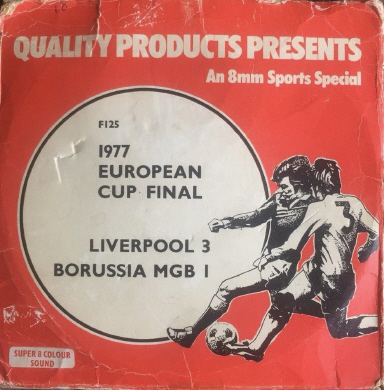 QUALITY PRODUCTS PRESENTS
An 8mm Sports Special
F125
1977
EUROPEAN
CUP FINAL
LIVERPOOL 3
BORUSSIA MGB 1
3
SUPER 8 COLOUR
SOUND